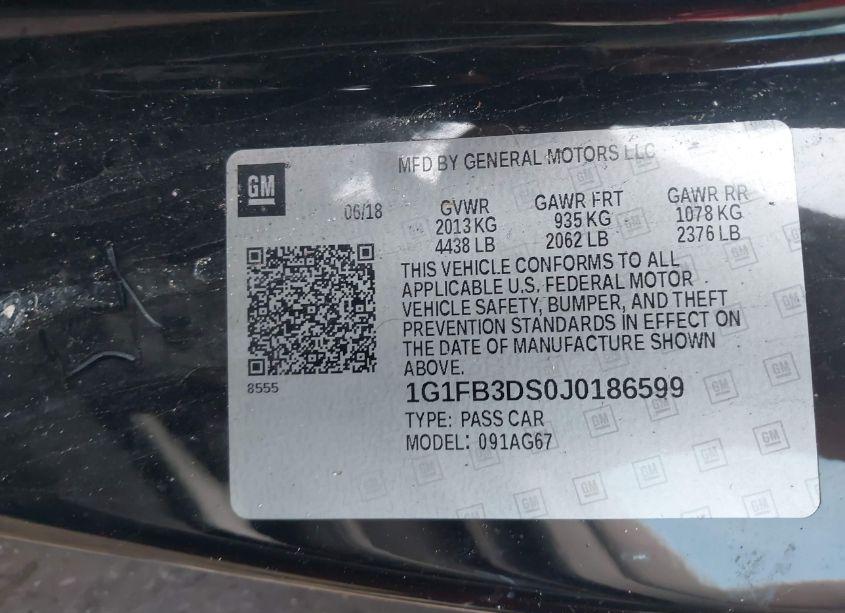 MFD BY GENERAL MOTORS LLC
GM
06/18
GVWR
2013 KG
4438 LB
GAWR FRT
935 KG
2062 LB
GAWR RR
1078 KG
2376 LB
THIS VEHICLE CONFORMS TO ALL
APPLICABLE U.S. FEDERAL MOTOR
VEHICLE SAFETY, BUMPER, AND THEFT
PREVENTION STANDARDS IN EFFECT ON
THE DATE OF MANUFACTURE SHOWN
ABOVE.
8555
1G1FB3DS0J0186599
TYPE: PASS CAR
MODEL: 091AG67